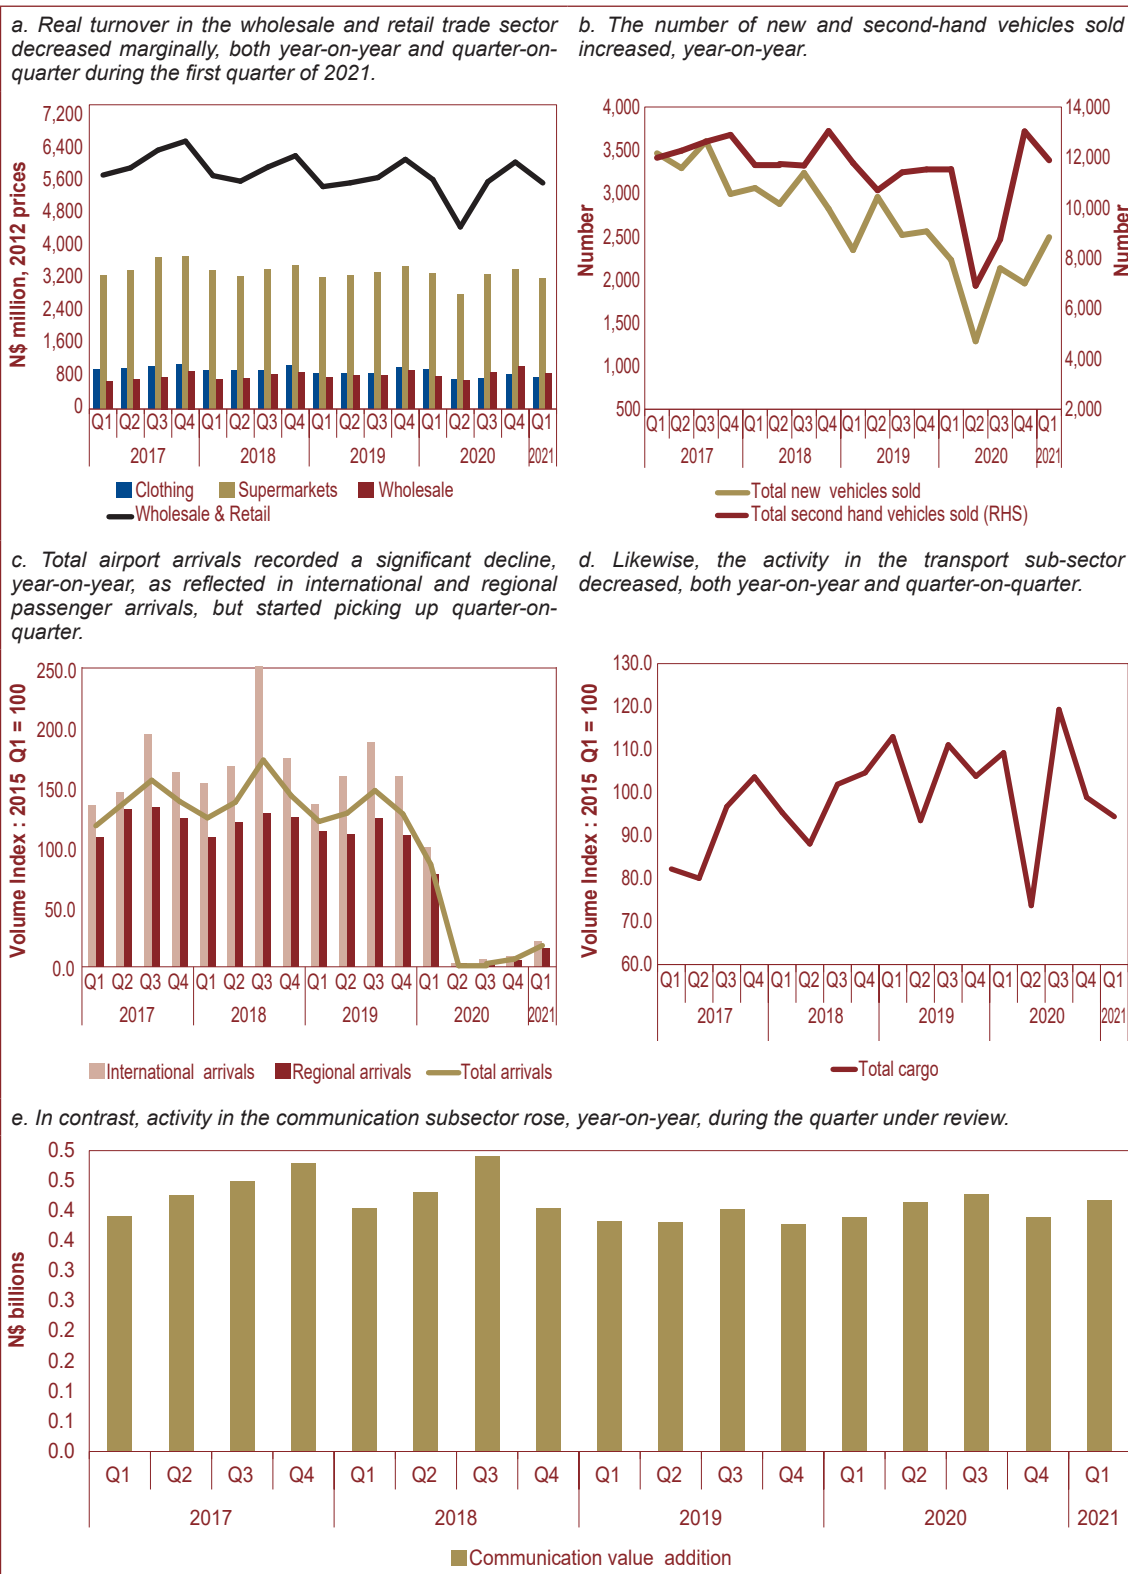 a. Real turnover in the wholesale and retail trade sector
decreased marginally, both year-on-year and quarter-on-
quarter during the first quarter of 2021.
N$ million, 2012 prices
7,200
6,400
5,600
4,800
4,000
3,200
2,400
1,600
800
0
Q1 Q2 Q3 Q4 Q1 Q2 Q3 Q4 Q1 Q2 Q3 Q4 Q1 Q2 Q3 Q4 Q1
2017 2018 2019 2020 2021
Clothing Supermarkets Wholesale
Wholesale & Retail
b. The number of new and second-hand vehicles sold
increased, year-on-year.
Number
4,000
3,500
3,000
2,500
2,000
1,500
1,000
500
14,000
12,000
10,000
8,000
6,000
4,000
2,000
Number
Q1 Q2 Q3 Q4 Q1 Q2 Q3 Q4 Q1 Q2 Q3 Q4 Q1 Q2 Q3 Q4 Q1
2017 2018 2019 2020 2021
Total new vehicles sold
Total second hand vehicles sold (RHS)
c. Total airport arrivals recorded a significant decline,
year-on-year, as reflected in international and regional
passenger arrivals, but started picking up quarter-on-
quarter.
Volume Index : 2015 Q1 = 100
250.0
200.0
150.0
100.0
50.0
0.0
Q1 Q2 Q3 Q4 Q1 Q2 Q3 Q4 Q1 Q2 Q3 Q4 Q1 Q2 Q3 Q4 Q1
2017 2018 2019 2020 2021
International arrivals Regional arrivals Total arrivals
d. Likewise, the activity in the transport sub-sector
decreased, both year-on-year and quarter-on-quarter.
Volume Index : 2015 Q1 = 100
130.0
120.0
110.0
100.0
90.0
80.0
70.0
60.0
Q1 Q2 Q3 Q4 Q1 Q2 Q3 Q4 Q1 Q2 Q3 Q4 Q1 Q2 Q3 Q4 Q1
2017 2018 2019 2020 2021
Total cargo
e. In contrast, activity in the communication subsector rose, year-on-year, during the quarter under review.
N$ billions
0.5
0.5
0.4
0.4
0.3
0.3
0.2
0.2
0.1
0.1
0.0
Q1 Q2 Q3 Q4 Q1 Q2 Q3 Q4 Q1 Q2 Q3 Q4 Q1 Q2 Q3 Q4 Q1
2017 2018 2019 2020 2021
Communication value addition